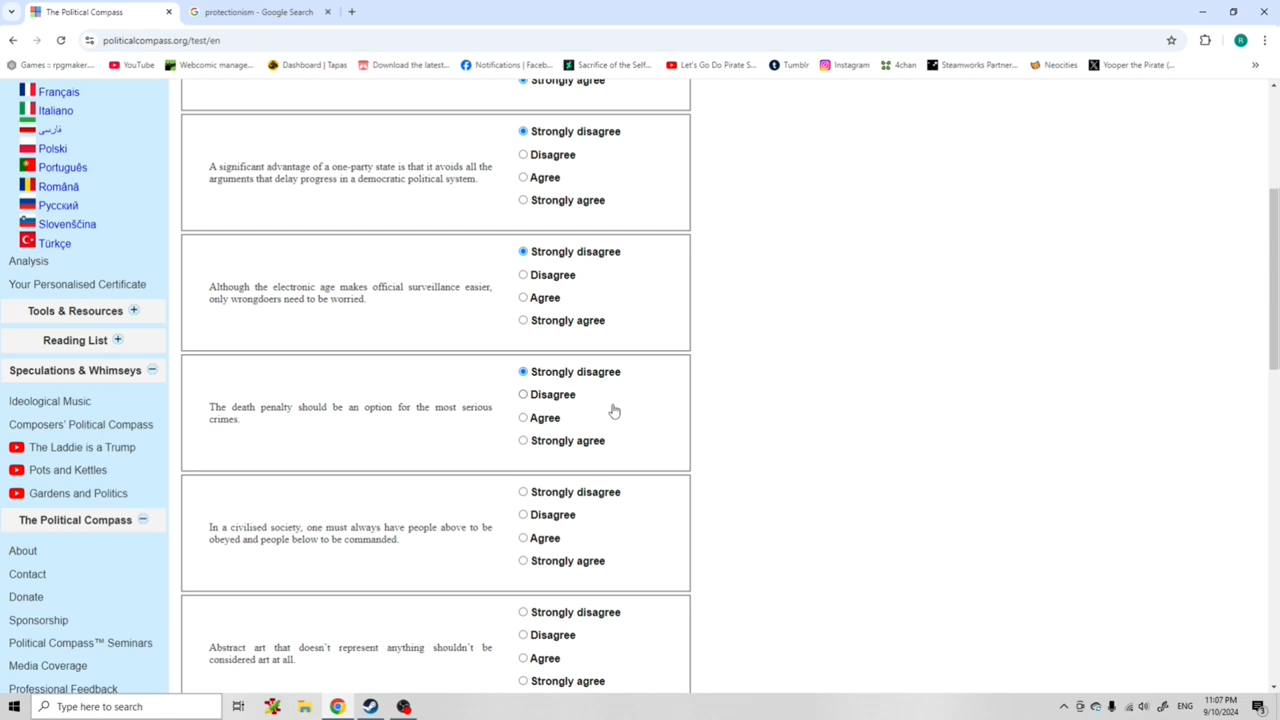 The Political Compass
protectionism - Google Search
politicalcompass.org/test/en
Games :: rpgmaker....
YouTube
Webcomic manage...
Dashboard | Tapas
Download the latest...
Notifications | Faceb...
Sacrifice of the Self...
Let's Go Do Pirate S...
Tumblr
Instagram
4chan
Steamworks Partner...
Neocities
Yooper the Pirate (...
Français
Italiano
فارسی
Polski
Português
Română
Русский
Slovenščina
Türkçe
Analysis
Your Personalised Certificate
Tools & Resources
Reading List
Speculations & Whimseys
Ideological Music
Composers' Political Compass
The Laddie is a Trump
Pots and Kettles
Gardens and Politics
The Political Compass
About
Contact
Donate
Sponsorship
Political Compass™ Seminars
Media Coverage
Professional Feedback
Strongly agree
A significant advantage of a one-party state is that it avoids all the
arguments that delay progress in a democratic political system.
Strongly disagree
Disagree
Agree
Strongly agree
Although the electronic age makes official surveillance easier,
only wrongdoers need to be worried.
Strongly disagree
Disagree
Agree
Strongly agree
The death penalty should be an option for the most serious
crimes.
Strongly disagree
Disagree
Agree
Strongly agree
In a civilised society, one must always have people above to be
obeyed and people below to be commanded.
Strongly disagree
Disagree
Agree
Strongly agree
Abstract art that doesn't represent anything shouldn't be
considered art at all.
Strongly disagree
Disagree
Agree
Strongly agree
Type here to search
ENG
11:07 PM
9/10/2024